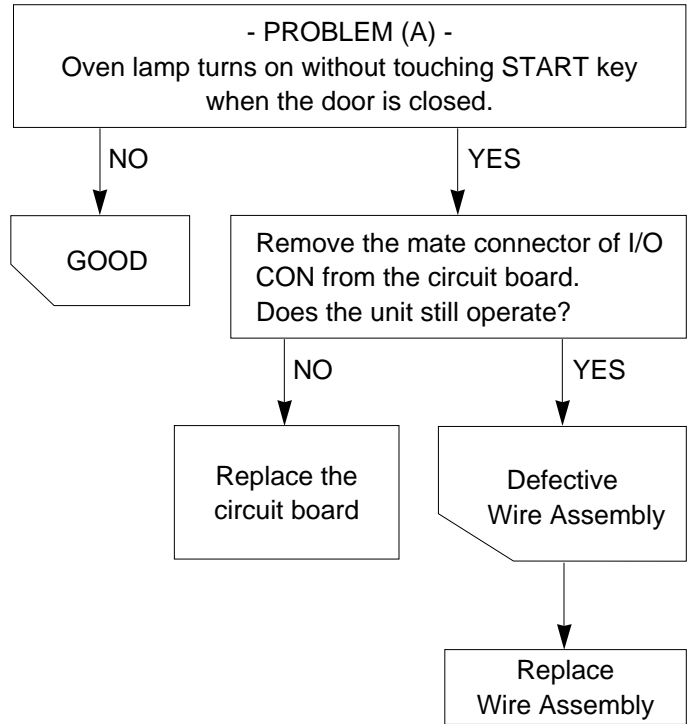 - PROBLEM (A) -
Oven lamp turns on without touching START key
when the door is closed.
NO
YES
GOOD
Remove the mate connector of I/O
CON from the circuit board.
Does the unit still operate?
NO
YES
Replace the
circuit board
Defective
Wire Assembly
Replace
Wire Assembly